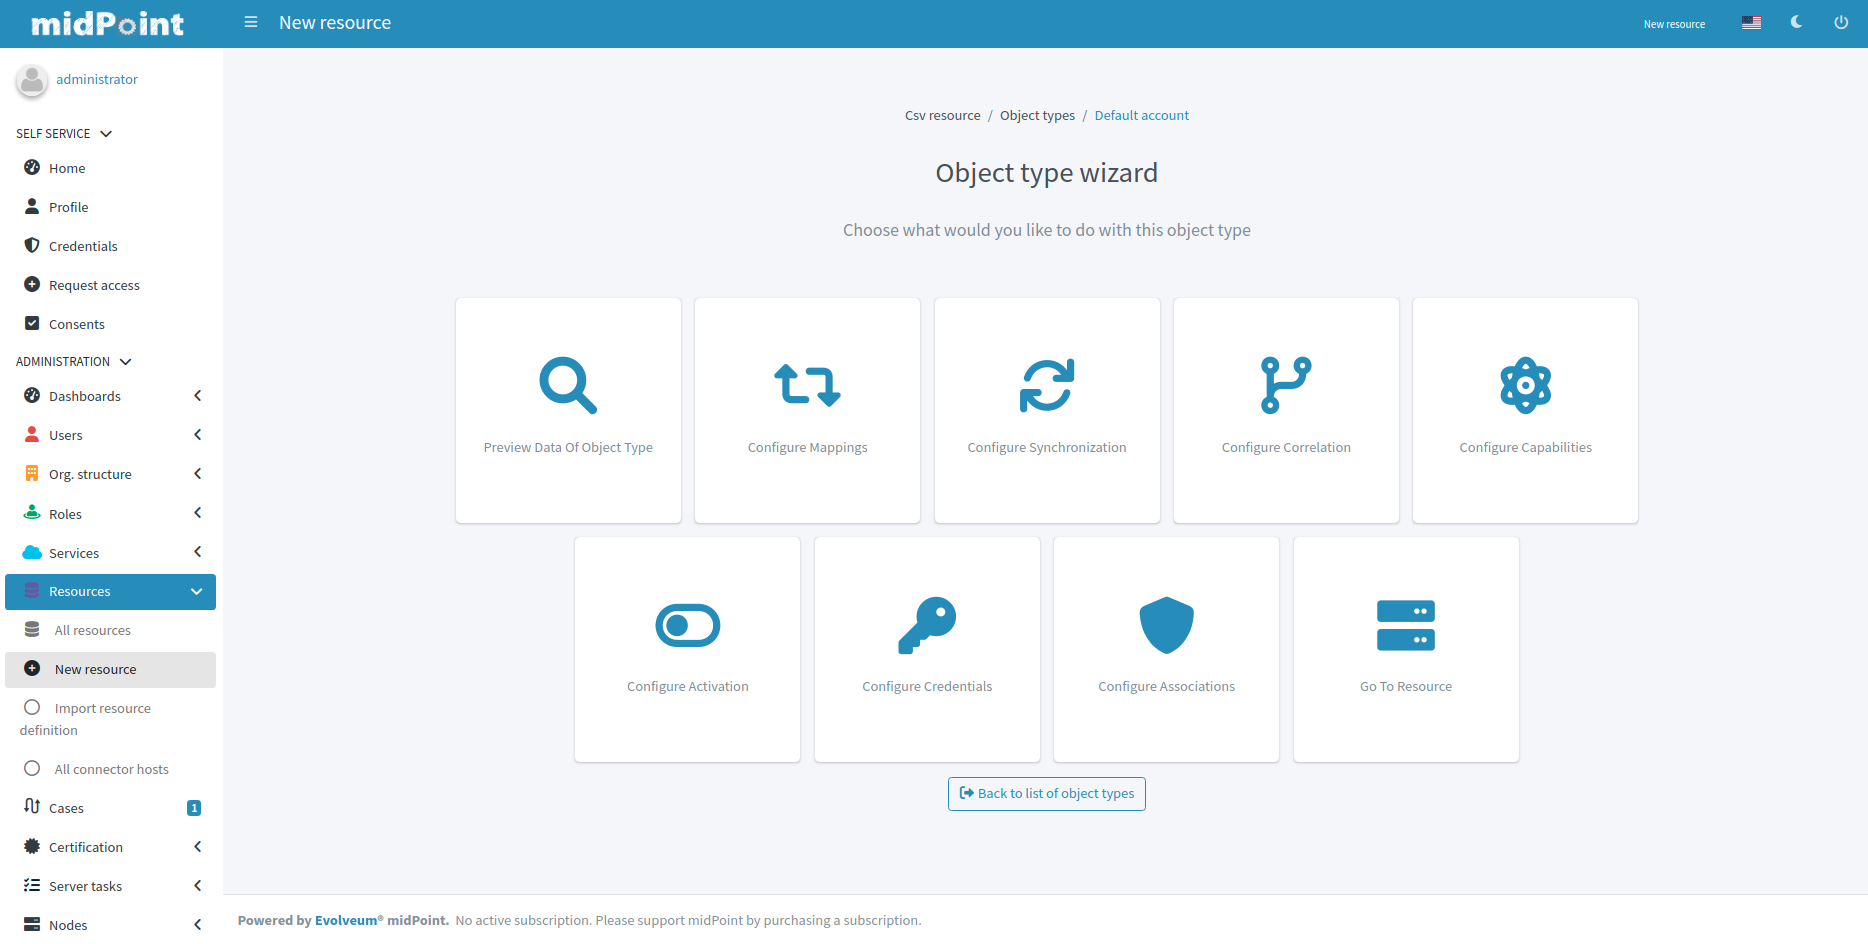 midPoint
New resource
New resource
administrator
SELF SERVICE
Home
Profile
Credentials
Request access
Consents
ADMINISTRATION
Dashboards
Users
Org. structure
Roles
Services
Resources
All resources
New resource
Import resource
definition
All connector hosts
Cases 1
Certification
Server tasks
Nodes
Csv resource / Object types / Default account
Object type wizard
Choose what would you like to do with this object type
Preview Data Of Object Type
Configure Mappings
Configure Synchronization
Configure Correlation
Configure Capabilities
Configure Activation
Configure Credentials
Configure Associations
Go To Resource
Back to list of object types
Powered by Evolveum® midPoint. No active subscription. Please support midPoint by purchasing a subscription.